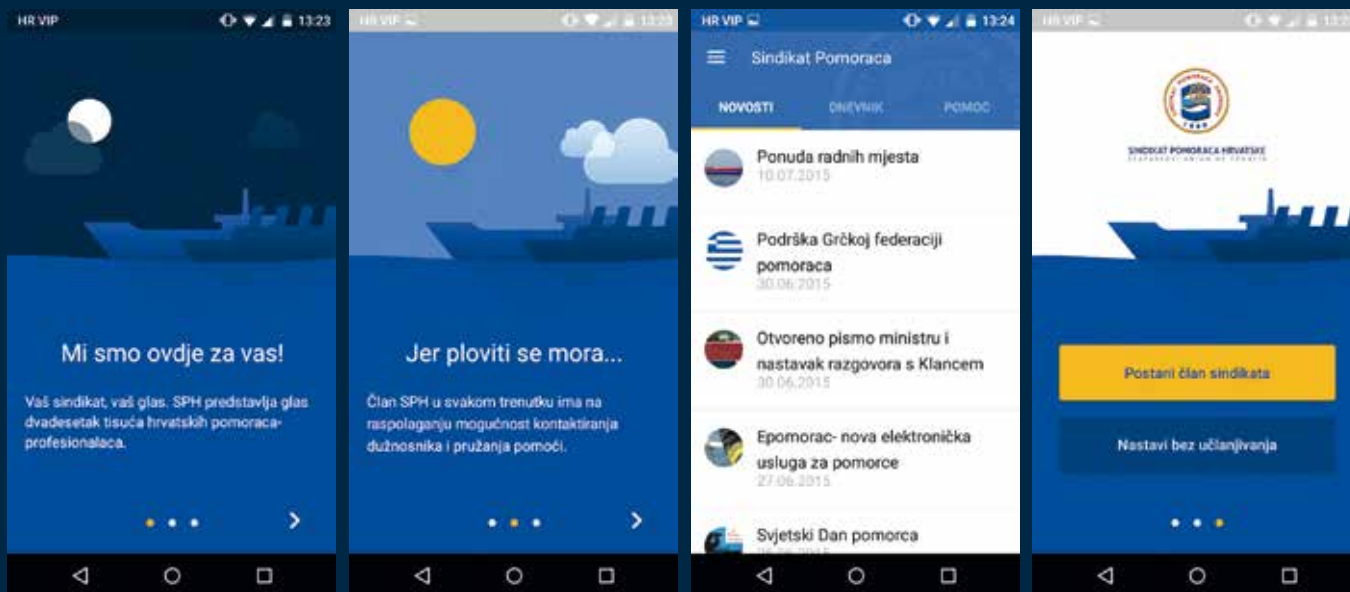 HR VIP 13:23
Mi smo ovdje za vas!
Vaš sindikat, vaš glas. SPH predstavlja glas
dvadesetak tisuća hrvatskih pomoraca-
profesionalaca.
HR VIP
Jer ploviti se mora...
Član SPH u svakom trenutku ima na
raspolaganju mogućnost kontaktiranja
dužnosnika i pružanja pomoći.
HR VIP 13:24
Sindikat Pomoraca
NOVOSTI DNEVNIK POMOĆ
Ponuda radnih mjesta
10.07.2015
Podrška Grčkoj federaciji
pomoraca
30.06.2015
Otvoreno pismo ministru i
nastavak razgovora s Klancem
30.06.2015
Epomorac- nova elektronička
usluga za pomorce
27.06.2015
Svjetski Dan pomorca
HR VIP
SINDIKAT POMORACA HRVATSKE
Postani član sindikata
Nastavi bez učlanjivanja